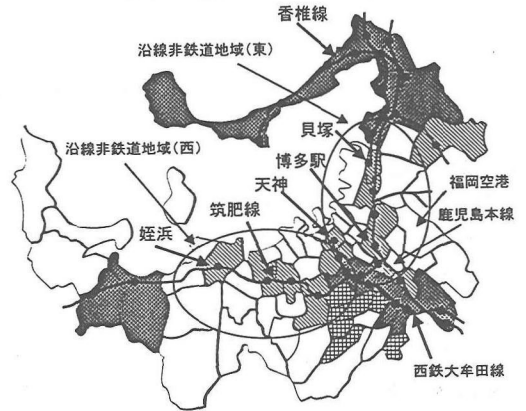 香椎線
沿線非鉄道地域(東)
貝塚
沿線非鉄道地域(西)
博多駅
天神
福岡空港
筑肥線
鹿児島本線
姪浜
西鉄大牟田線